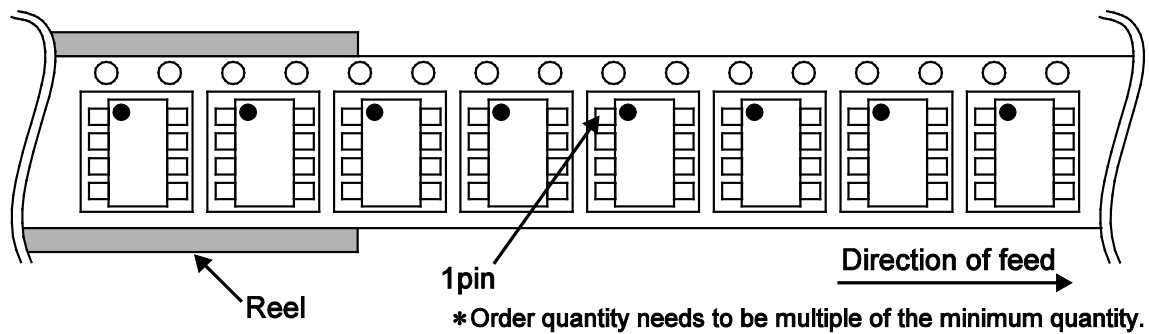 Direction of feed
1pin
Reel
*Order quantity needs to be multiple of the minimum quantity.